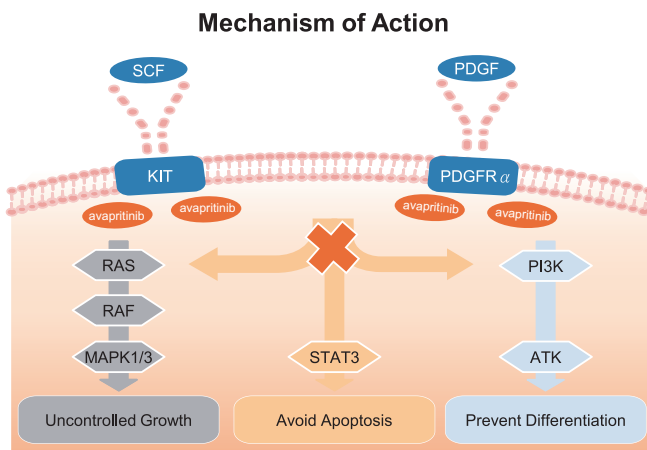 Mechanism of Action
SCF
PDGF
KIT
PDGFR α
avapritinib
avapritinib
avapritinib
avapritinib
RAS
PI3K
RAF
MAPK1/3
STAT3
ATK
Uncontrolled Growth
Avoid Apoptosis
Prevent Differentiation